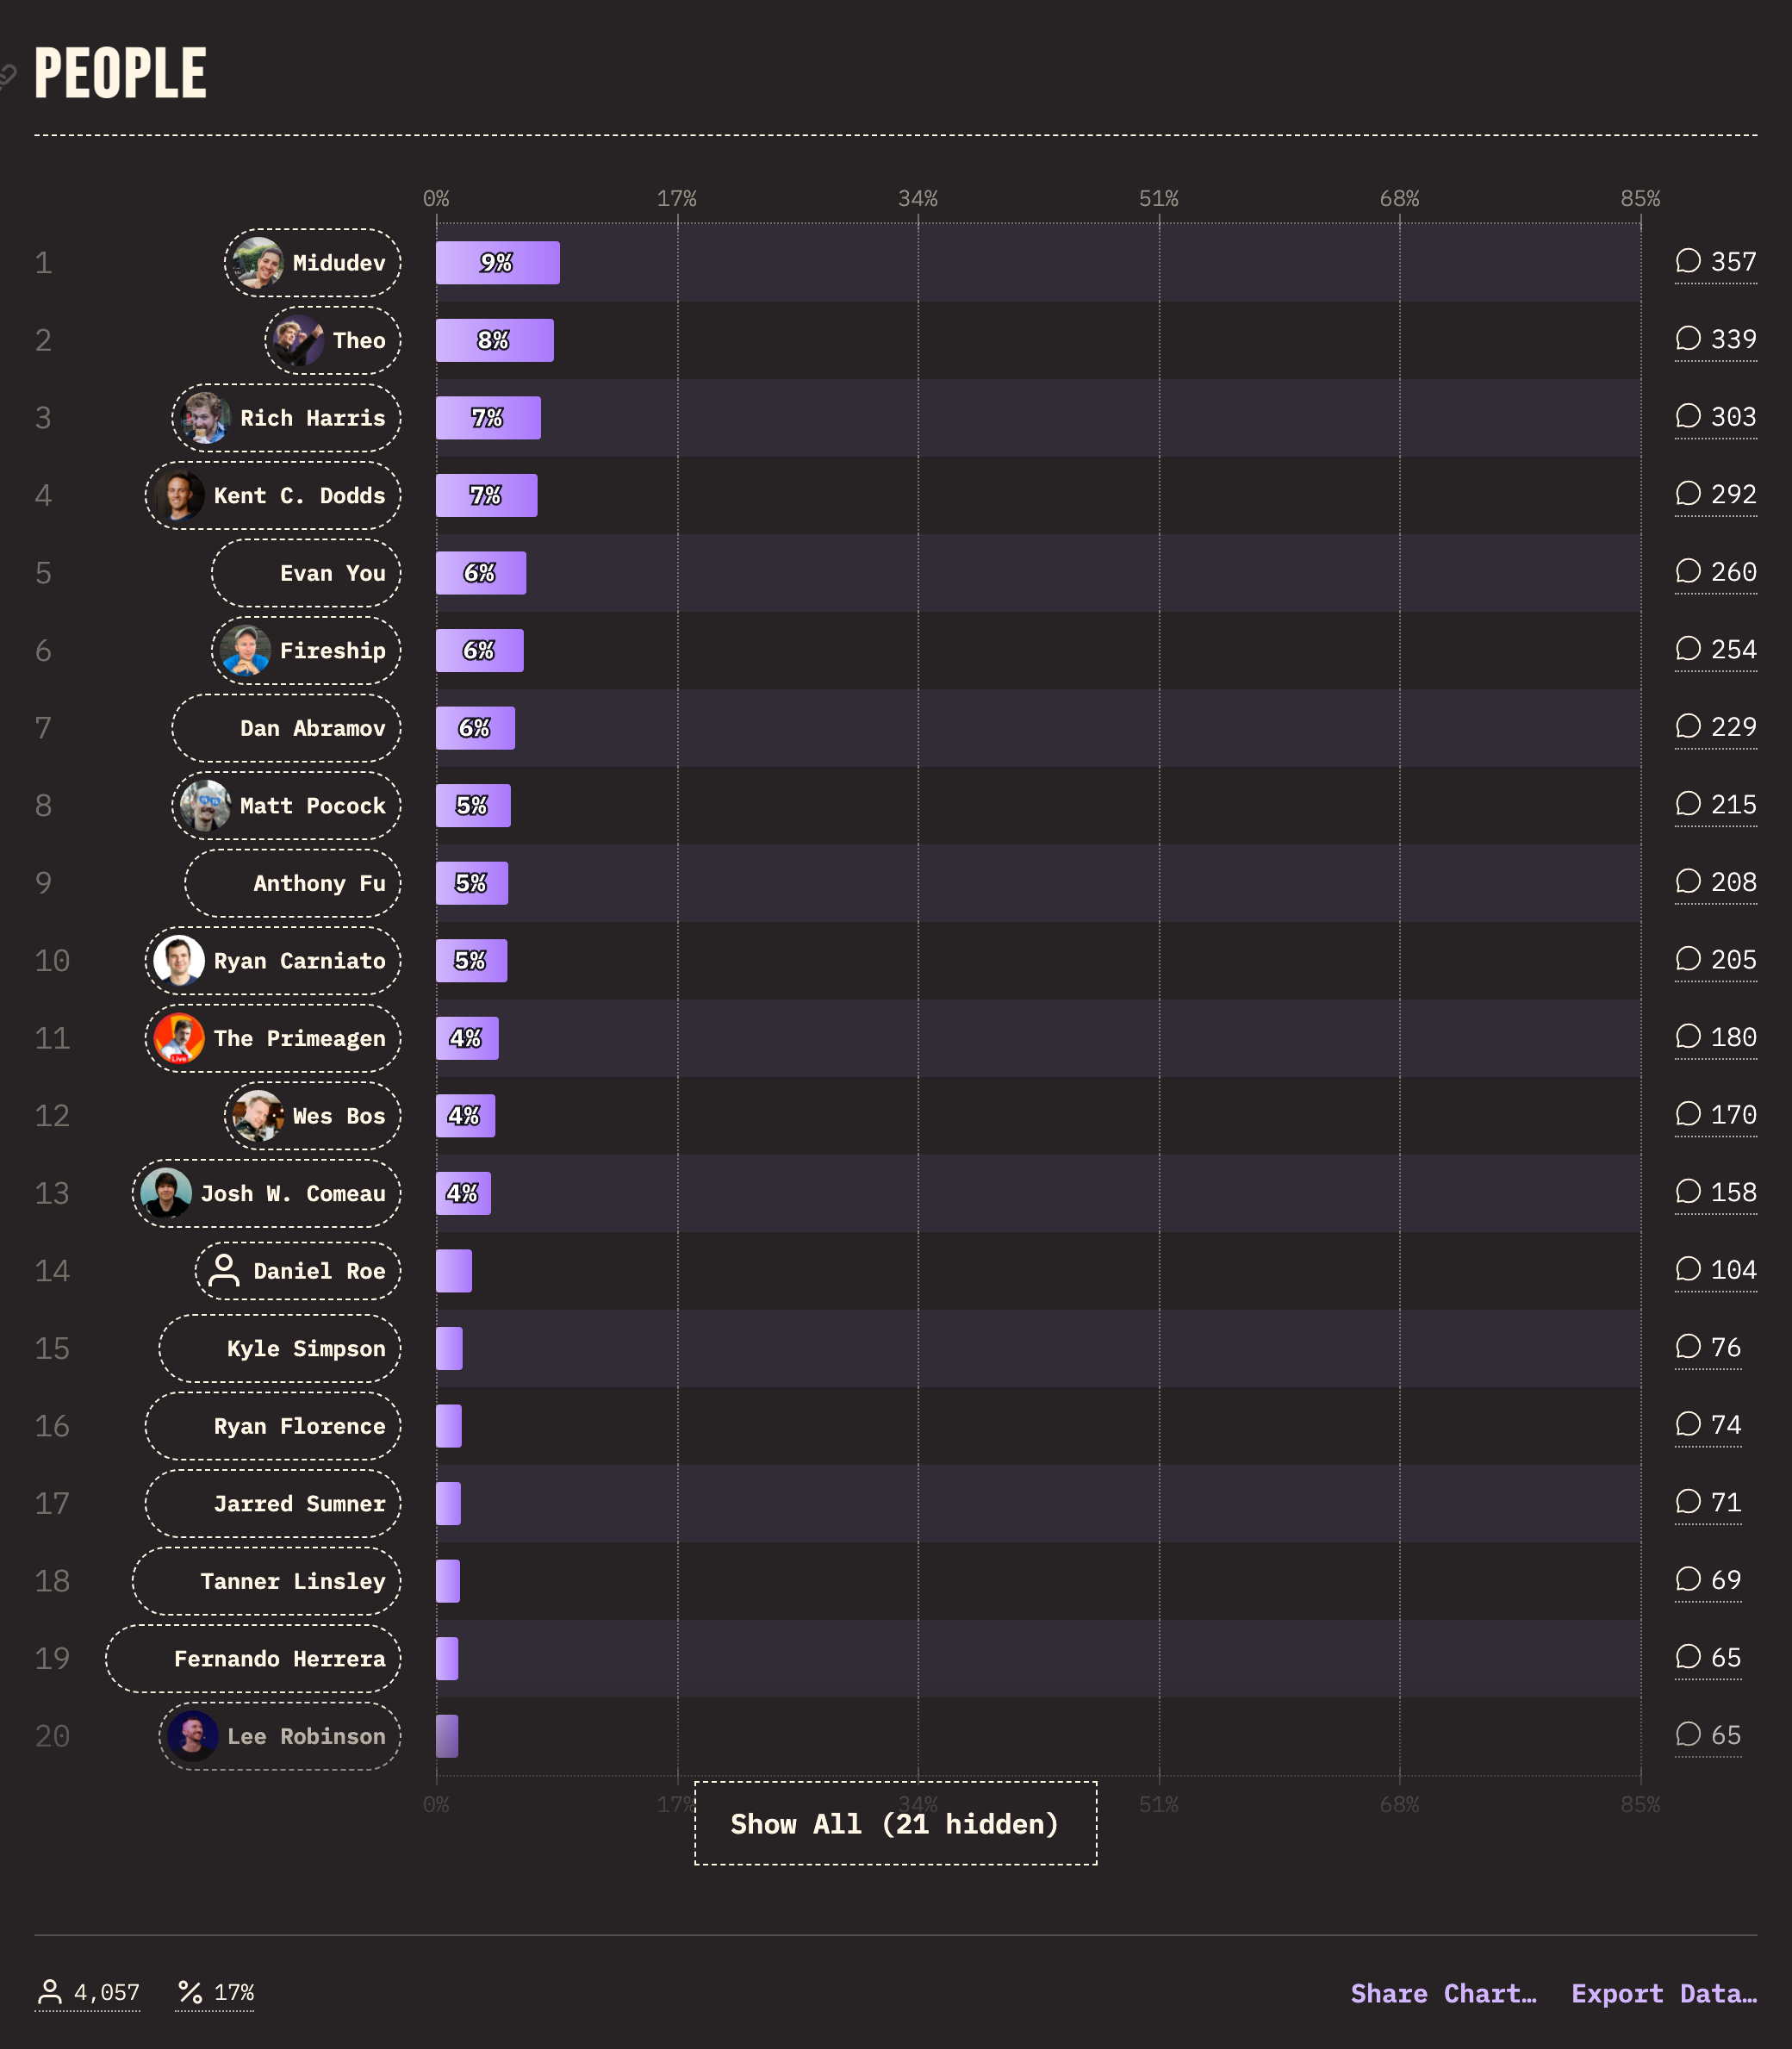 PEOPLE
0% 17% 34% 51% 68% 85%
1 Midudev 9% 357
2 Theo 8% 339
3 Rich Harris 7% 303
4 Kent C. Dodds 7% 292
5 Evan You 6% 260
6 Fireship 6% 254
7 Dan Abramov 6% 229
8 Matt Pocock 5% 215
9 Anthony Fu 5% 208
10 Ryan Carniato 5% 205
11 Live The Primeagen 4% 180
12 Wes Bos 4% 170
13 Josh W. Comeau 4% 158
14 Daniel Roe 104
15 Kyle Simpson 76
16 Ryan Florence 74
17 Jarred Sumner 71
18 Tanner Linsley 69
19 Fernando Herrera 65
20 Lee Robinson 65
0% 17% 34% 51% 68% 85%
Show All (21 hidden)
4,057 % 17% Share Chart… Export Data…